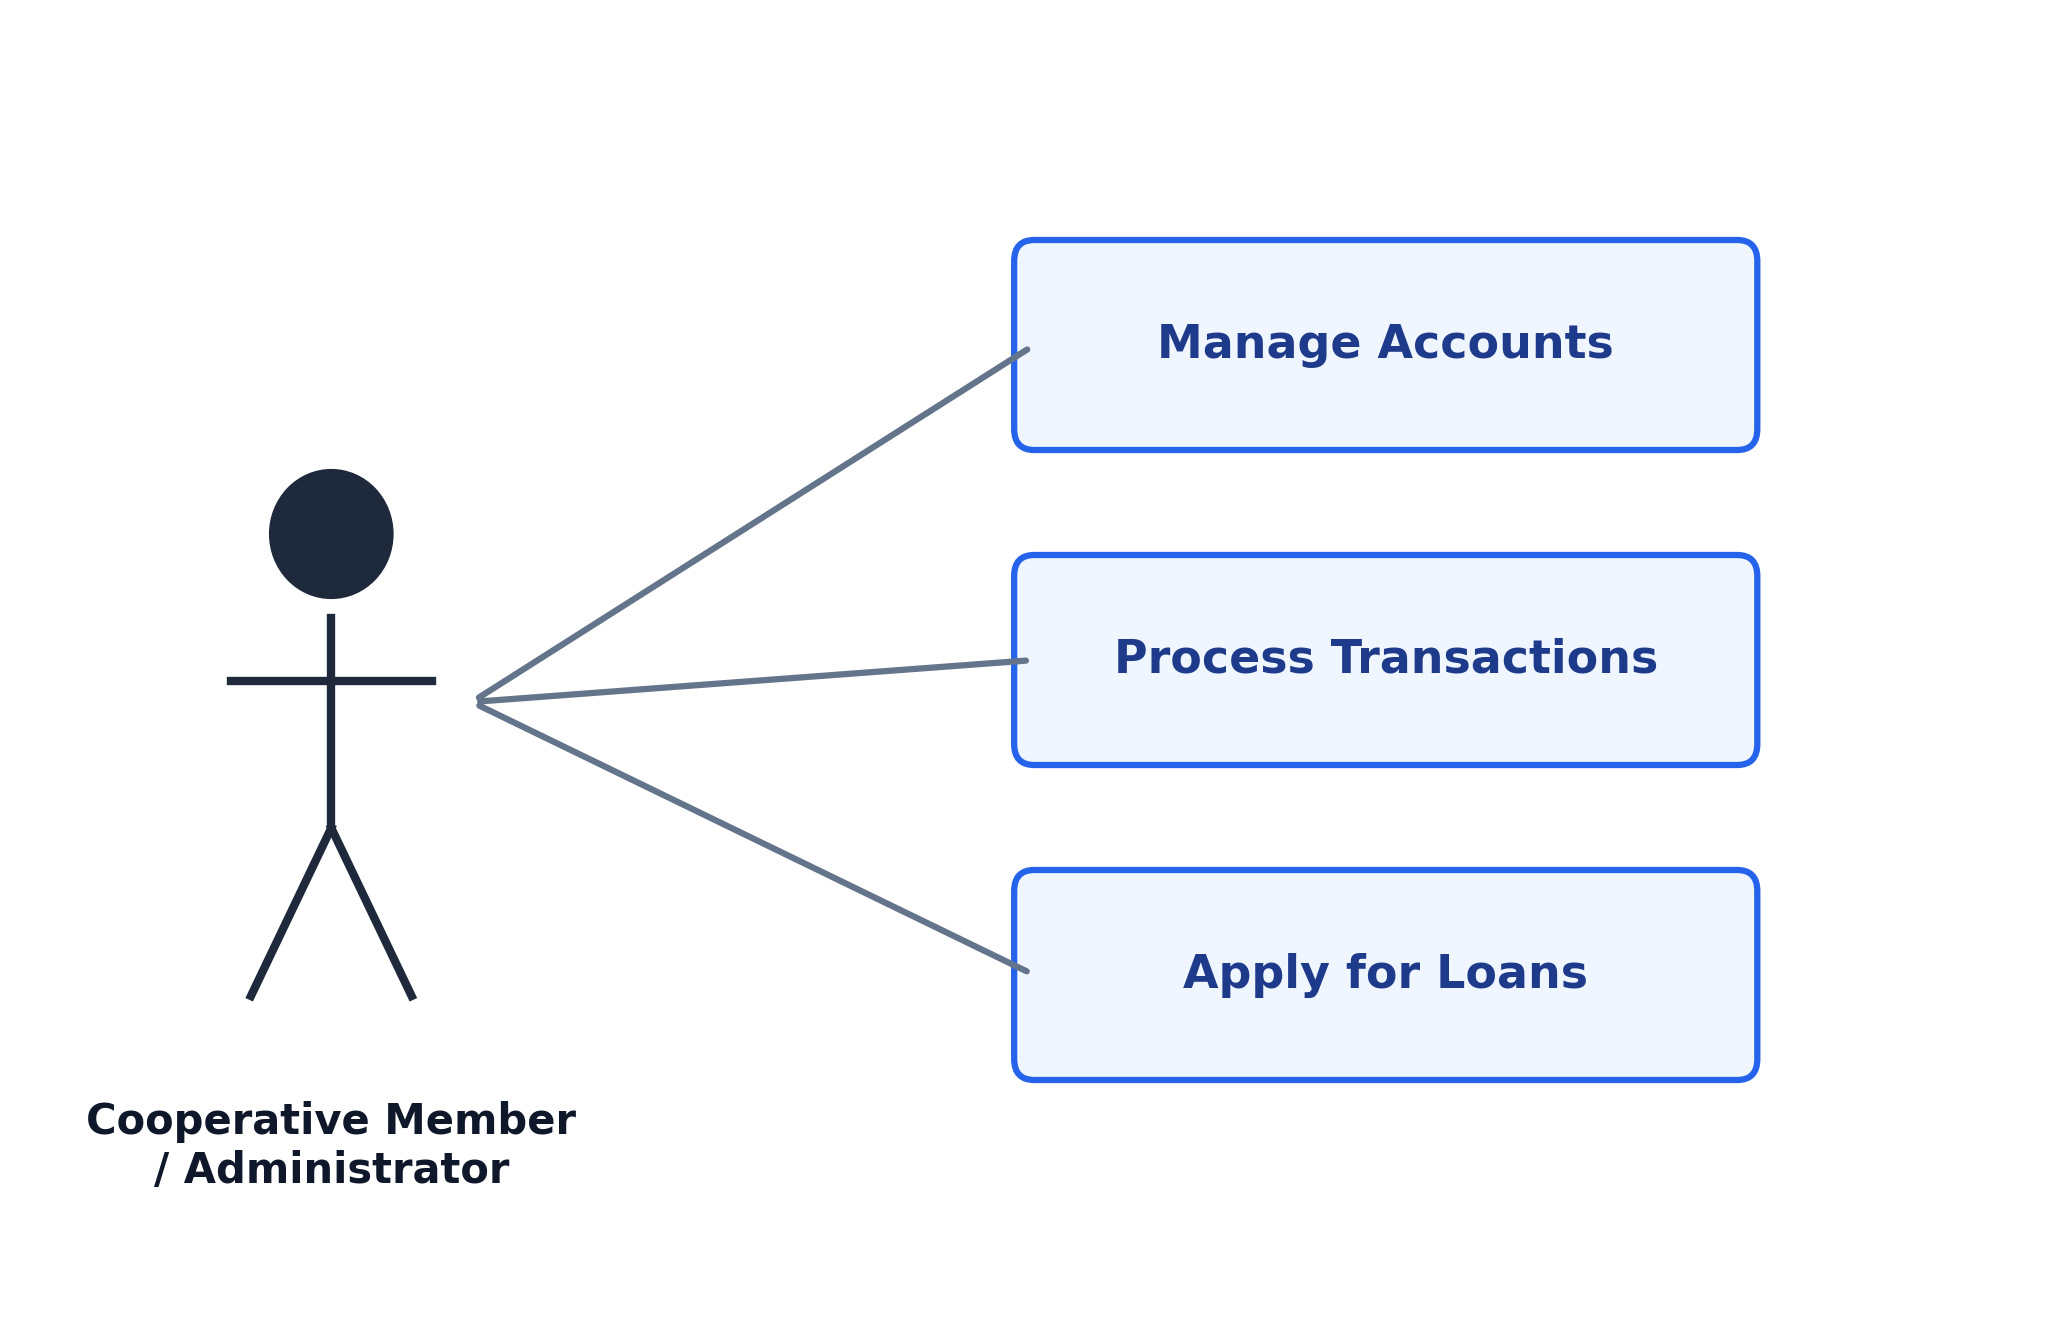 Manage Accounts
Process Transactions
Apply for Loans
Cooperative Member
/ Administrator